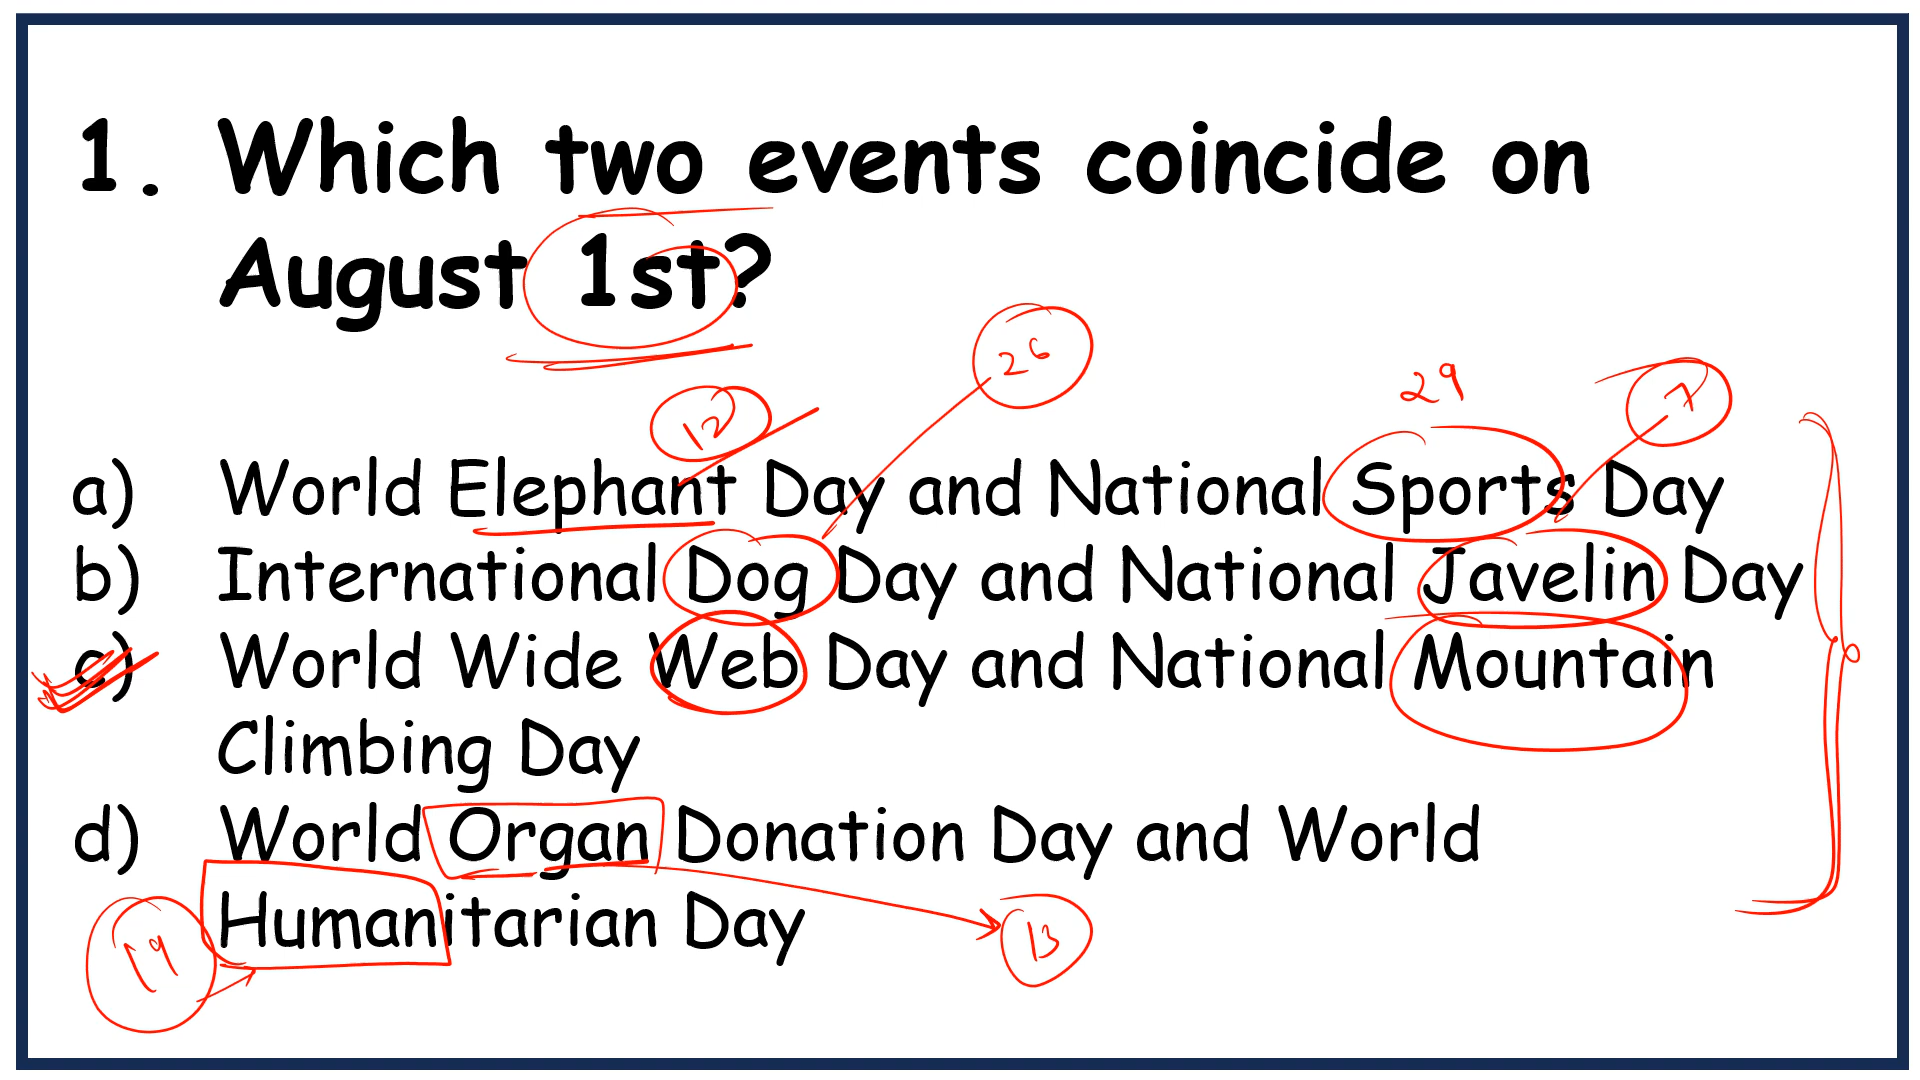 1. Which two events coincide on
August 1st?
26
29
7
12
a) World Elephant Day and National Sports Day
b) International Dog Day and National Javelin Day
c) World Wide Web Day and National Mountain
Climbing Day
d) World Organ Donation Day and World
Humanitarian Day
19
13